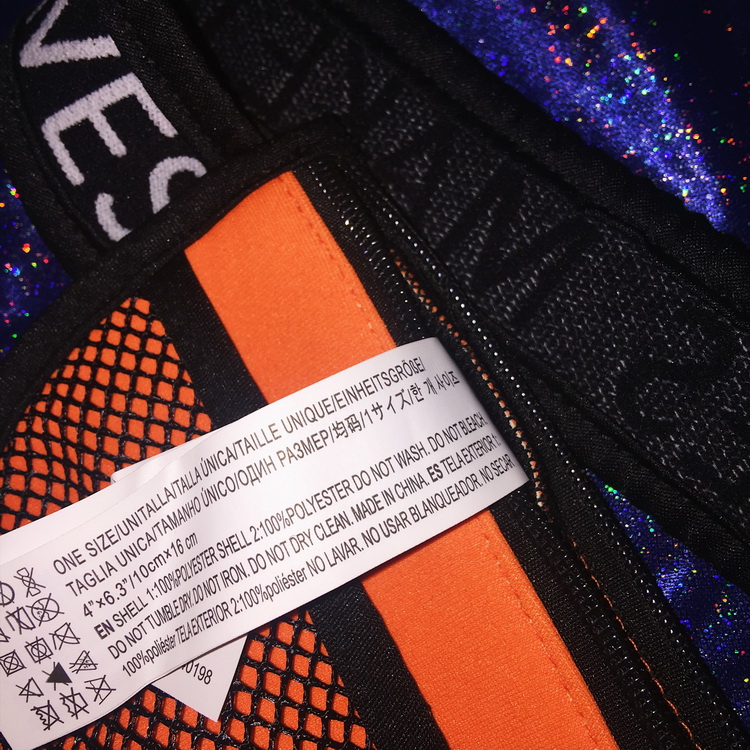 VES
ONE SIZE/UNITALLA/TALLA ÚNICA/TAILLE UNIQUE/EINHEITSGRÖßE/
TAGLIA UNICA/TAMANHO ÚNICO/ОДИН РАЗМЕР/均码/1サイズ/한 개 사이즈
4"×6.3"/10cm×16 cm
EN SHELL 1:100%POLYESTER SHELL 2:100%POLYESTER DO NOT WASH. DO NOT BLEACH.
DO NOT TUMBLE DRY. DO NOT IRON. DO NOT DRY CLEAN. MADE IN CHINA. ES TELA EXTERIOR 1:
100%poliéster TELA EXTERIOR 2:100%poliéster NO LAVAR. NO USAR BLANQUEADOR. NO SECAR
0198